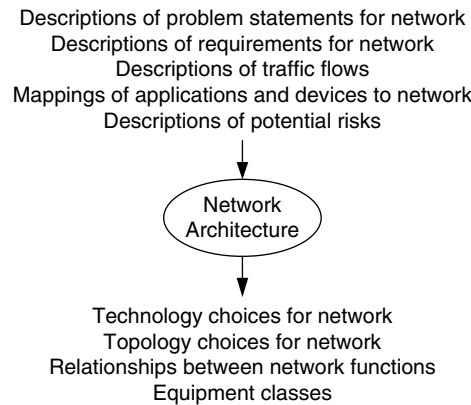 Descriptions of problem statements for network
Descriptions of requirements for network
Descriptions of traffic flows
Mappings of applications and devices to network
Descriptions of potential risks
Network
Architecture
Technology choices for network
Topology choices for network
Relationships between network functions
Equipment classes